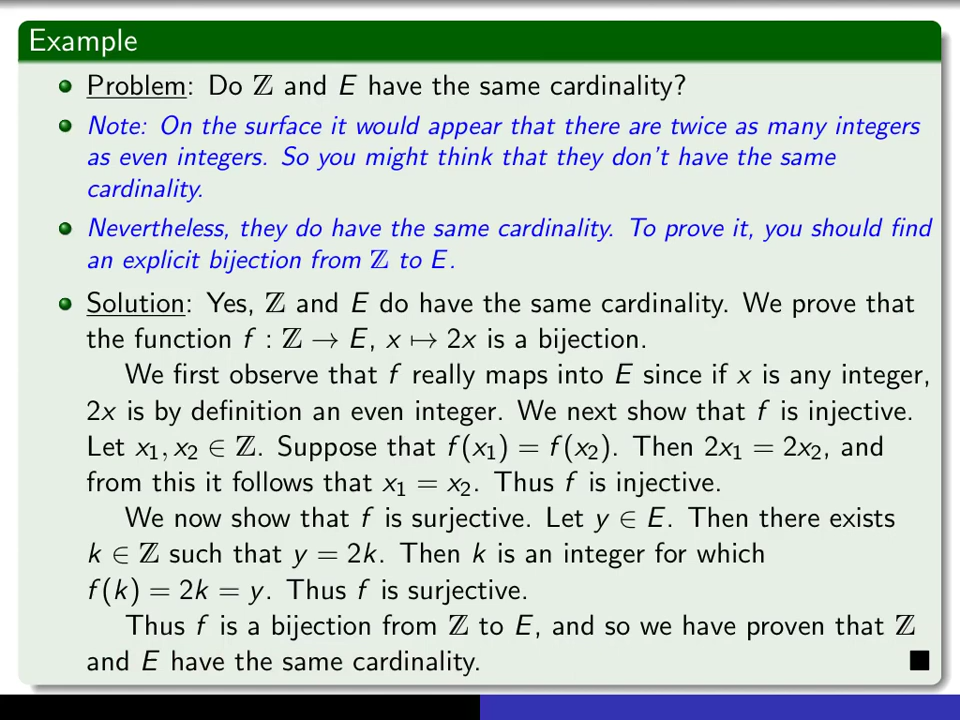 Example
Problem: Do ℤ and E have the same cardinality?
Note: On the surface it would appear that there are twice as many integers
as even integers. So you might think that they don't have the same
cardinality.
Nevertheless, they do have the same cardinality. To prove it, you should find
an explicit bijection from ℤ to E.
Solution: Yes, ℤ and E do have the same cardinality. We prove that
the function f : ℤ → E, x ↦ 2x is a bijection.
We first observe that f really maps into E since if x is any integer,
2x is by definition an even integer. We next show that f is injective.
Let x₁, x₂ ∈ ℤ. Suppose that f(x₁) = f(x₂). Then 2x₁ = 2x₂, and
from this it follows that x₁ = x₂. Thus f is injective.
We now show that f is surjective. Let y ∈ E. Then there exists
k ∈ ℤ such that y = 2k. Then k is an integer for which
f(k) = 2k = y. Thus f is surjective.
Thus f is a bijection from ℤ to E, and so we have proven that ℤ
and E have the same cardinality. ■